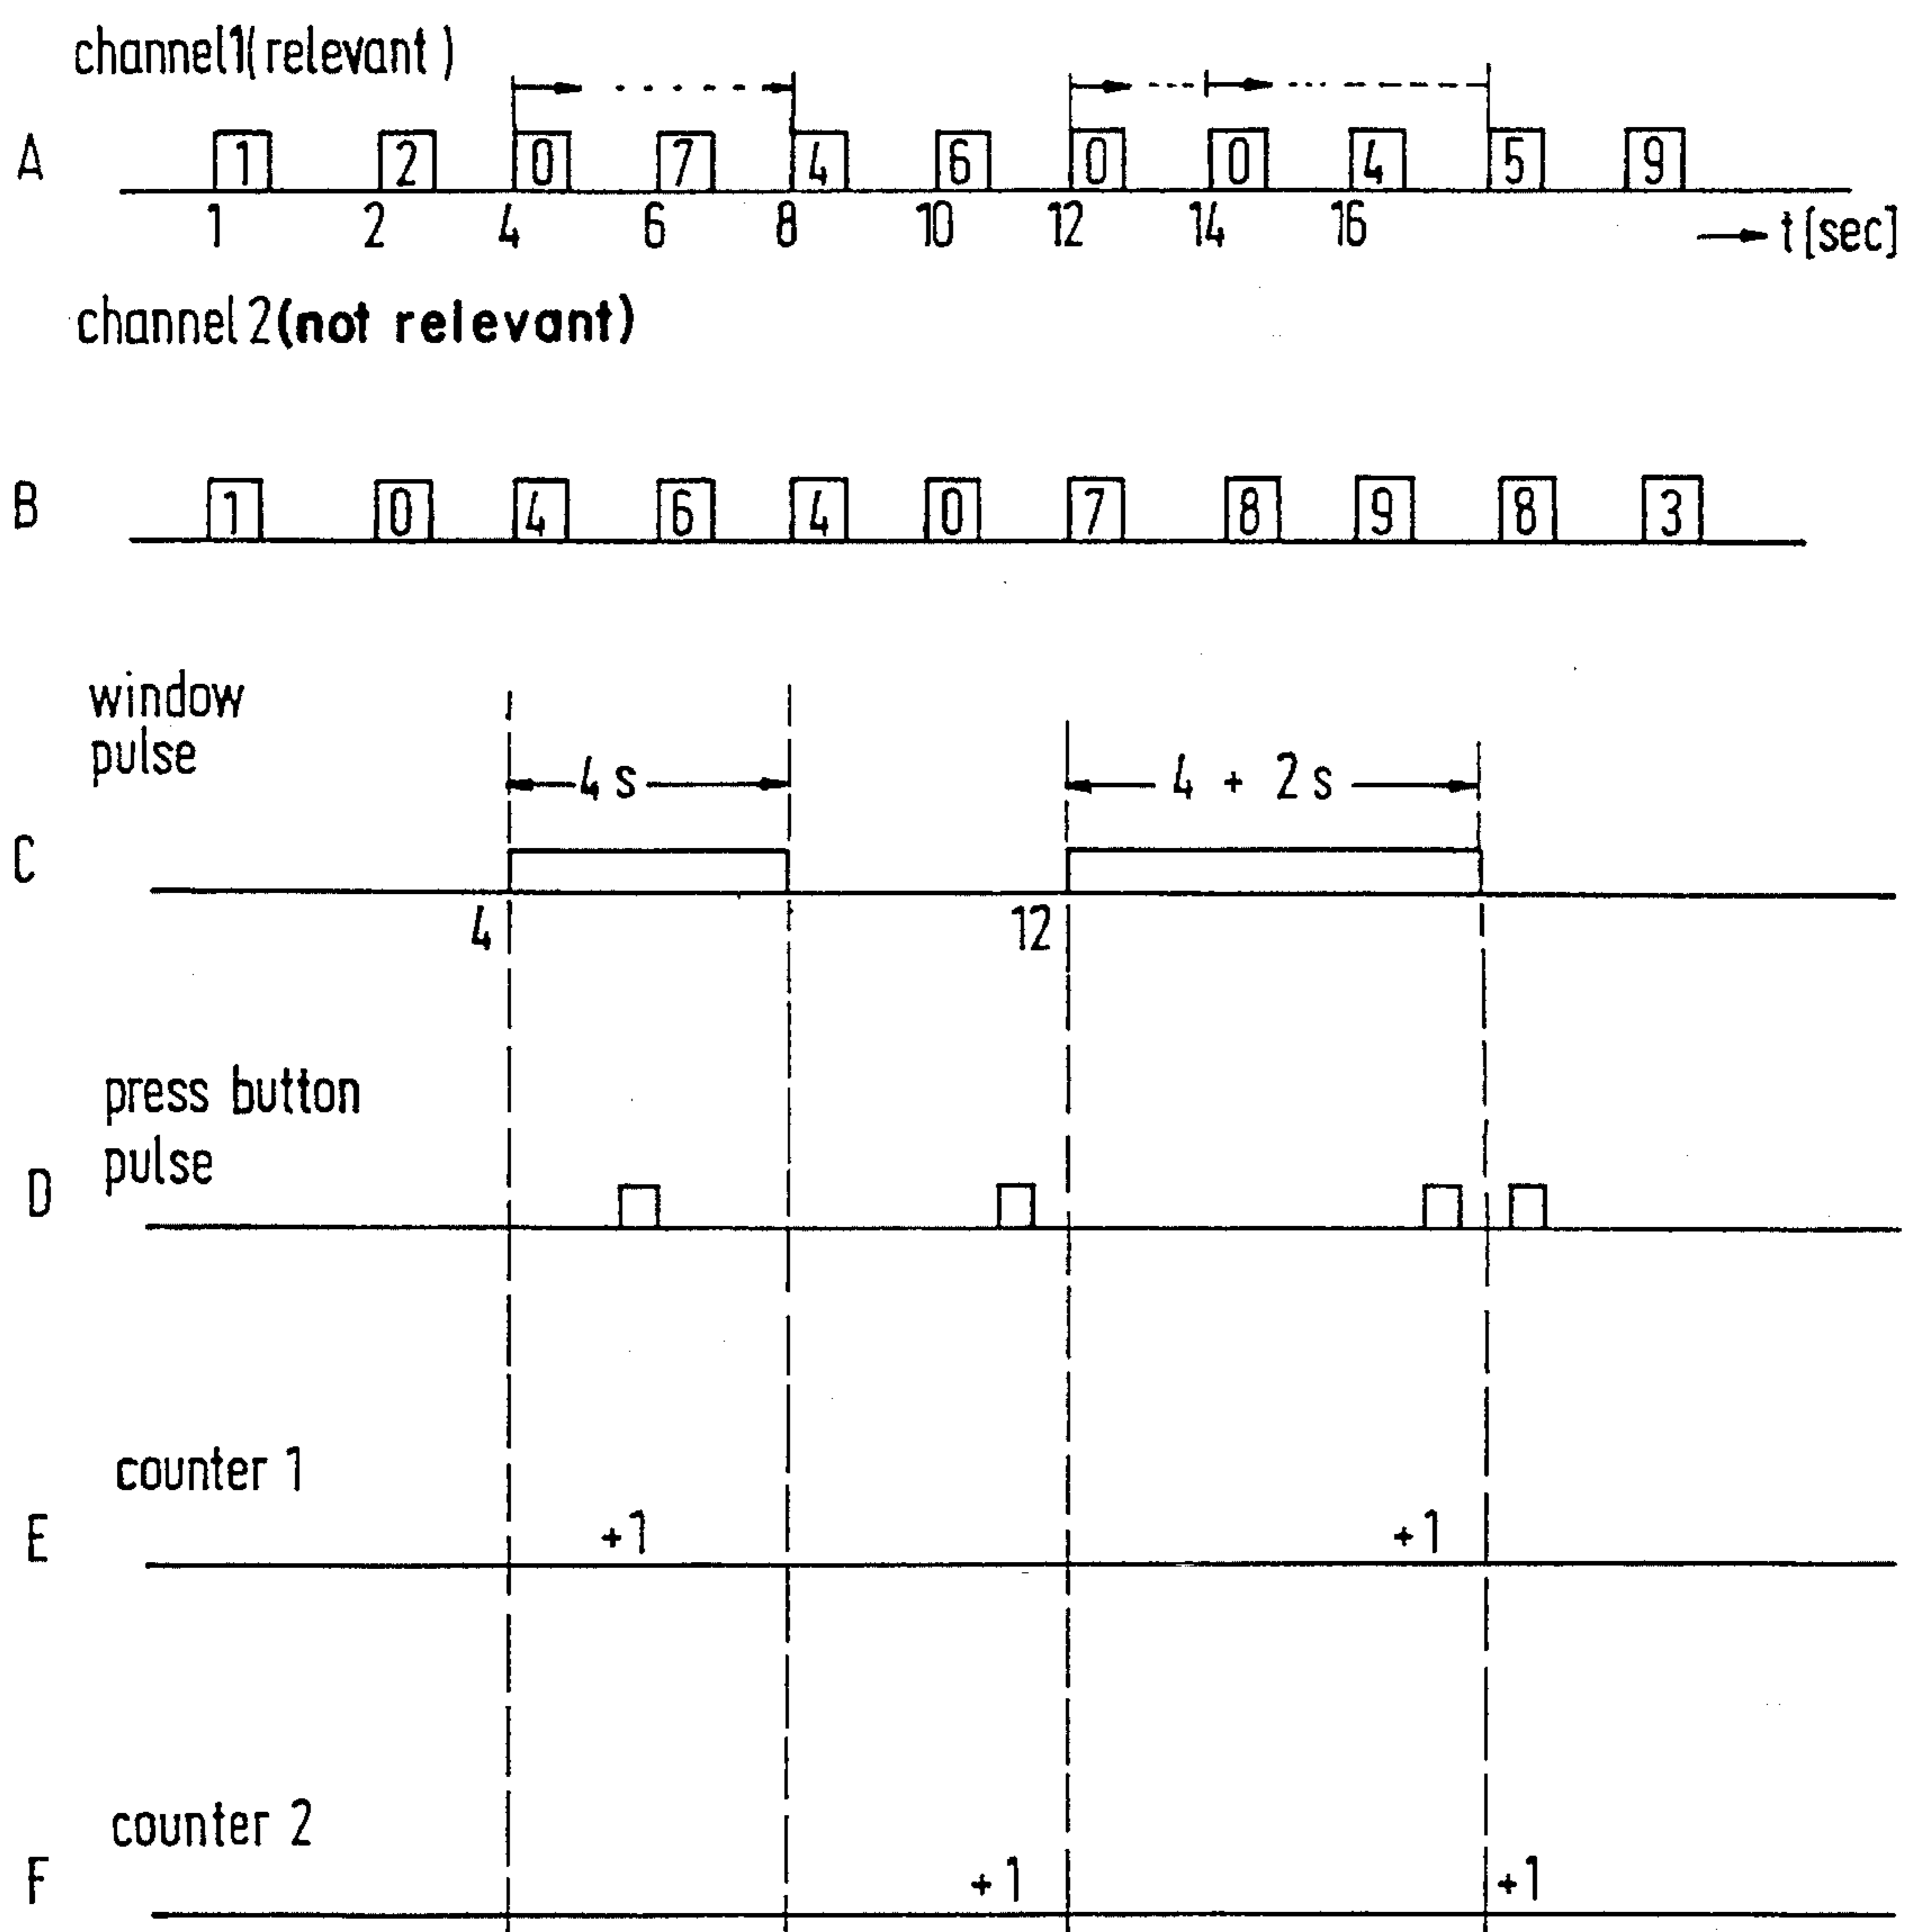 channel 1 (relevant)
A 1 2 0 7 4 6 0 0 4 5 9
1 2 4 6 8 10 12 14 16 t [sec]
channel 2 (not relevant)
B 1 0 4 6 4 0 7 8 9 8 3
window
pulse
4 s 4 + 2 s
C
4 12
press button
pulse
D
counter 1
+1 +1
E
counter 2
+1 +1
F